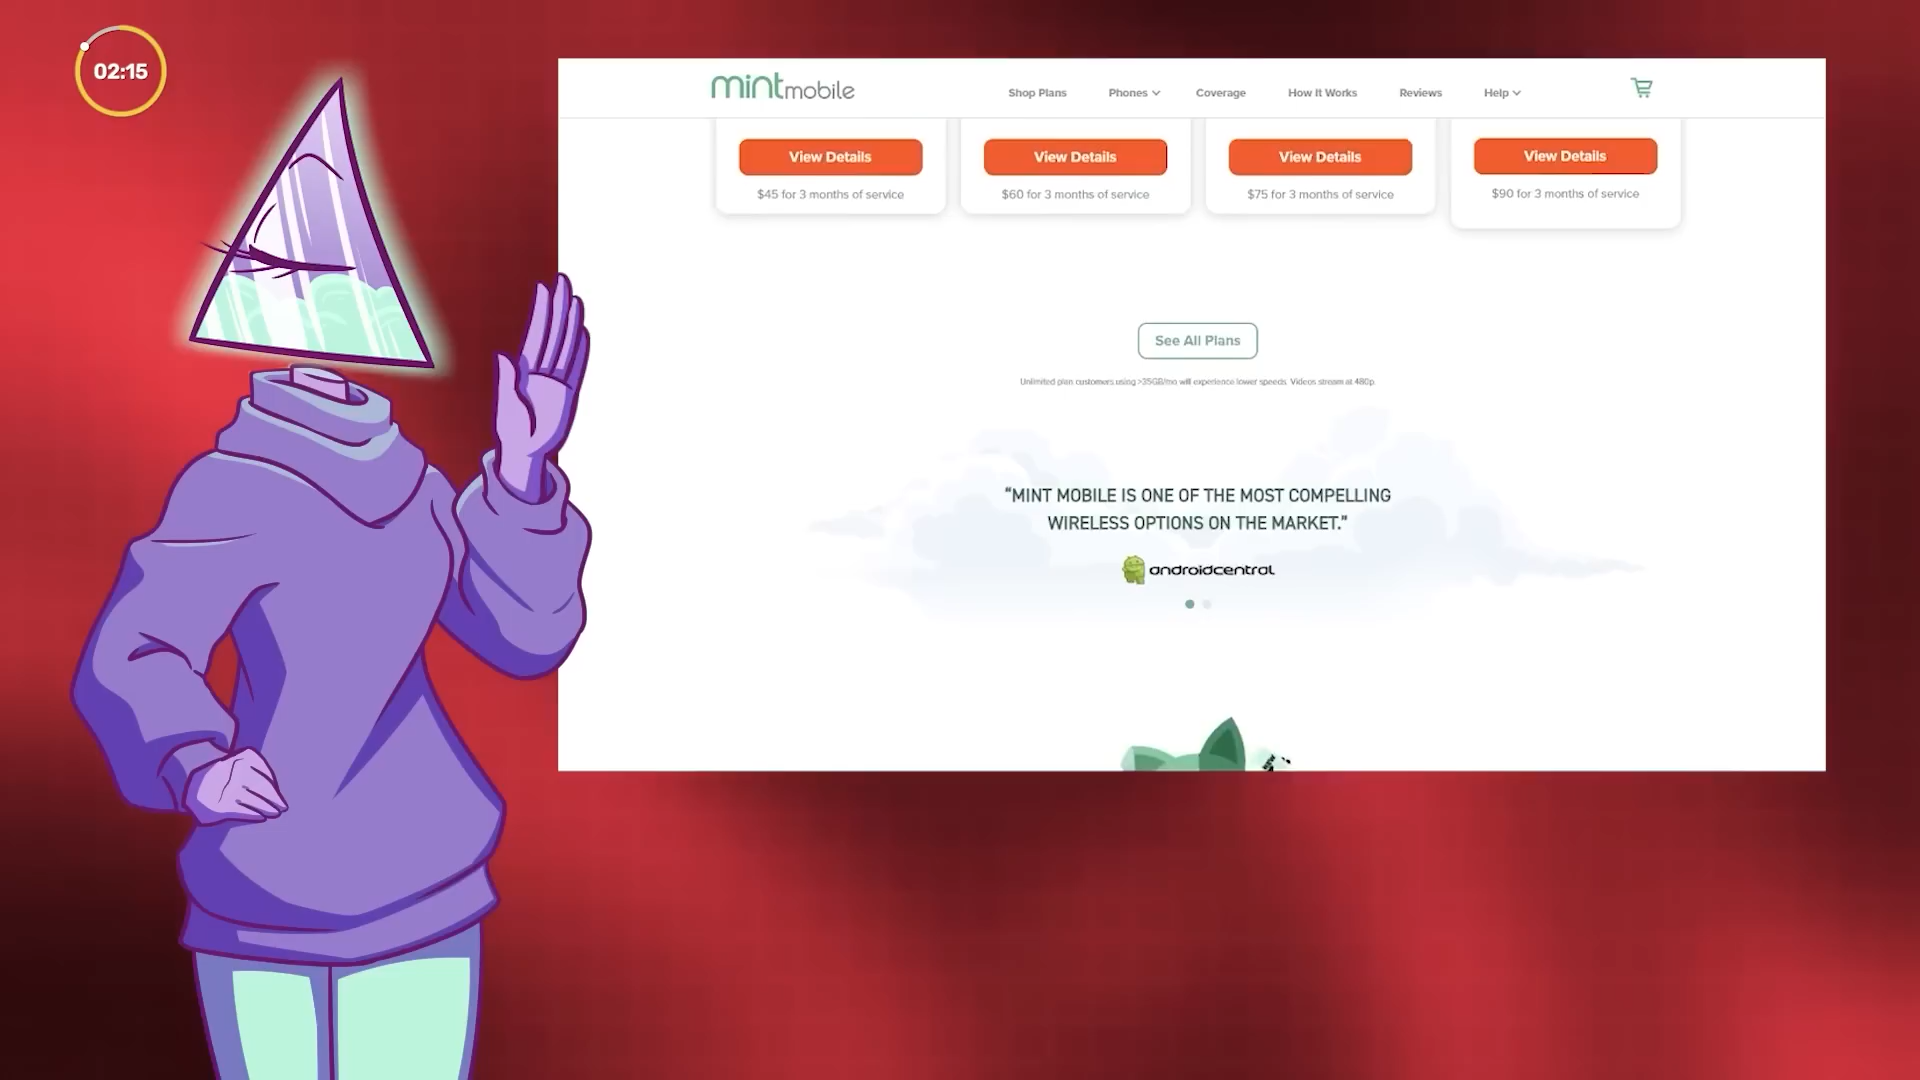 02:15
mintmobile
Shop Plans
Phones
Coverage
How It Works
Reviews
Help
View Details
View Details
View Details
View Details
$45 for 3 months of service
$60 for 3 months of service
$75 for 3 months of service
$90 for 3 months of service
See All Plans
Unlimited plan customers using >35GB/mo will experience lower speeds. Videos stream at 480p.
“MINT MOBILE IS ONE OF THE MOST COMPELLING
WIRELESS OPTIONS ON THE MARKET.”
androidcentral